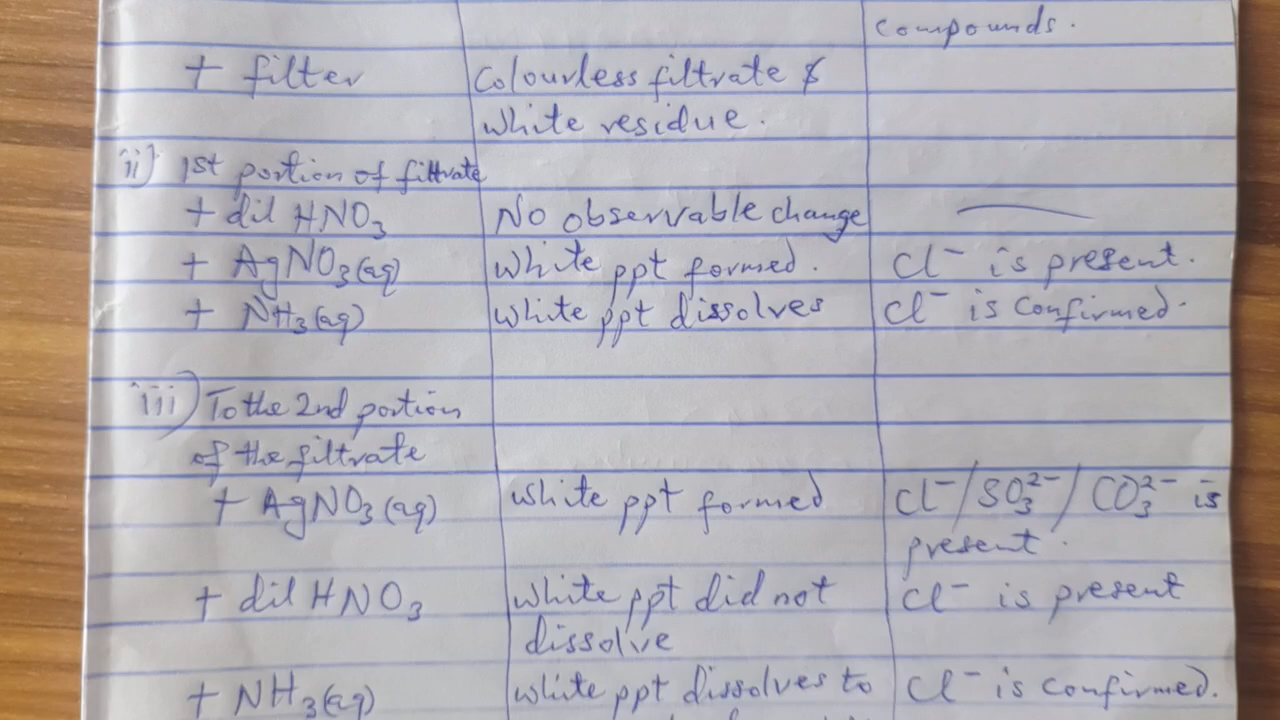 compounds.
+ filter Colourless filtrate &
white residue.
ii) 1st portion of filtrate
+ dil HNO₃ No observable change —
+ AgNO₃(aq) White ppt formed. Cl⁻ is present.
+ NH₃(aq) White ppt dissolves Cl⁻ is confirmed.
iii) To the 2nd portion
of the filtrate
+ AgNO₃(aq) White ppt formed Cl⁻/SO₃²⁻/CO₃²⁻ is
present.
+ dil HNO₃ White ppt did not Cl⁻ is present
dissolve
+ NH₃(aq) White ppt dissolves to Cl⁻ is confirmed.